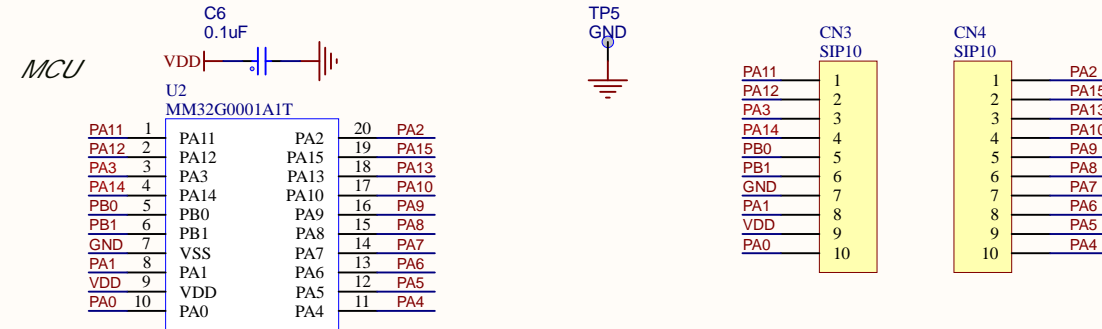 MCU
C6
0.1uF
VDD
U2
MM32G0001A1T
PA11 1 PA11 PA2 20 PA2
PA12 2 PA12 PA15 19 PA15
PA3 3 PA3 PA13 18 PA13
PA14 4 PA14 PA10 17 PA10
PB0 5 PB0 PA9 16 PA9
PB1 6 PB1 PA8 15 PA8
GND 7 VSS PA7 14 PA7
PA1 8 PA1 PA6 13 PA6
VDD 9 VDD PA5 12 PA5
PA0 10 PA0 PA4 11 PA4
TP5
GND
CN3
SIP10
PA11 1
PA12 2
PA3 3
PA14 4
PB0 5
PB1 6
GND 7
PA1 8
VDD 9
PA0 10
CN4
SIP10
1 PA2
2 PA15
3 PA13
4 PA10
5 PA9
6 PA8
7 PA7
8 PA6
9 PA5
10 PA4